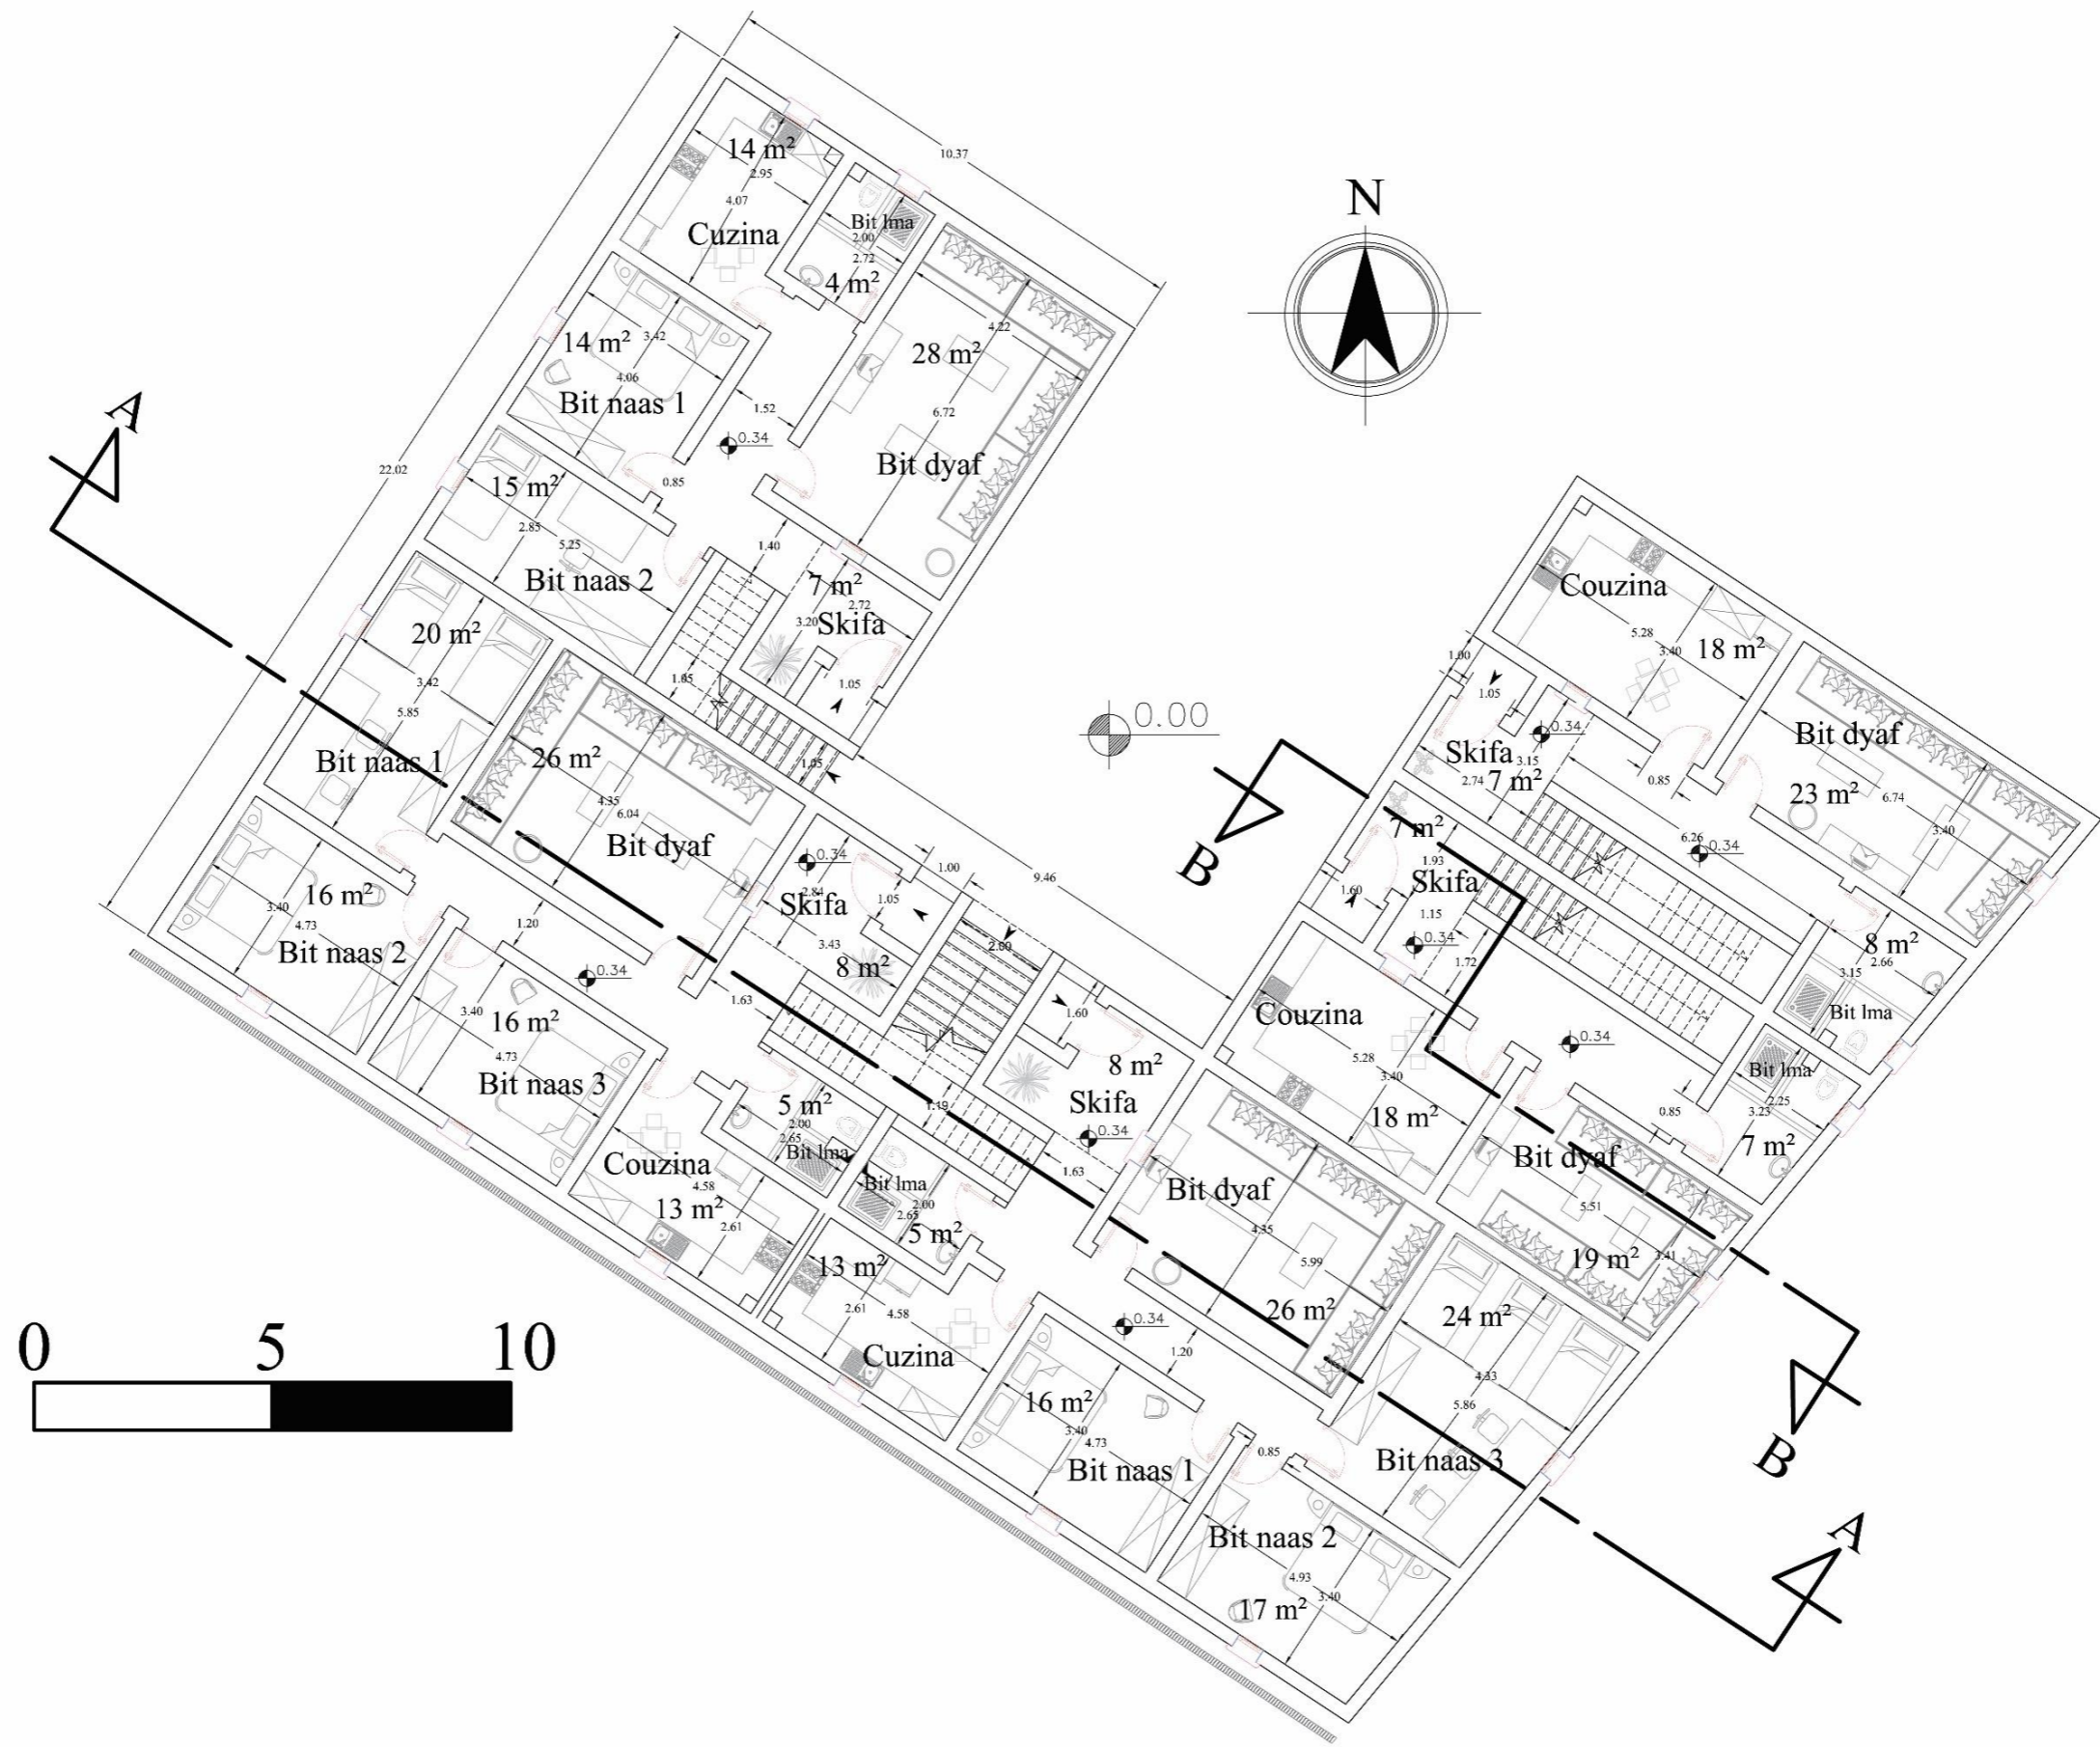 10.37
14 m²
2.95
4.07
Cuzina
Bit lma
2.00
2.72
4 m²
N
22.02
14 m²
3.42
4.06
Bit naas 1
1.52
0.34
4.22
28 m²
6.72
Bit dyaf
A
15 m²
0.85
2.85
5.25
Bit naas 2
1.40
7 m²
2.72
3.20
Skifa
1.05
1.05
1.05
20 m²
3.42
5.85
Bit naas 1
26 m²
4.35
6.04
Bit dyaf
0.00
16 m²
3.40
4.73
Bit naas 2
1.20
0.34
0.34
2.84
Skifa
1.05
3.43
8 m²
1.00
9.46
2.00
1.63
3.40
16 m²
4.73
Bit naas 3
1.60
8 m²
Skifa
0.34
1.19
1.63
5 m²
2.00
2.65
Bit lma
Couzina
4.58
13 m²
2.61
Bit lma
2.00
2.65
5 m²
13 m²
2.61
4.58
Cuzina
0.34
1.20
Bit dyaf
4.35
5.99
26 m²
16 m²
3.40
4.73
Bit naas 1
0.85
Bit naas 2
4.93
3.40
17 m²
24 m²
4.33
5.86
Bit naas 3
Couzina
5.28
3.40
18 m²
1.00
1.05
0.34
Skifa
3.15
2.74
7 m²
0.85
Bit dyaf
23 m²
6.74
3.40
6.26
0.34
8 m²
2.66
3.15
Bit lma
B
7 m²
1.93
Skifa
1.60
1.15
0.34
1.72
Couzina
5.28
3.40
18 m²
0.34
Bit lma
2.25
3.23
0.85
7 m²
Bit dyaf
5.51
19 m²
3.41
B
A
0 5 10